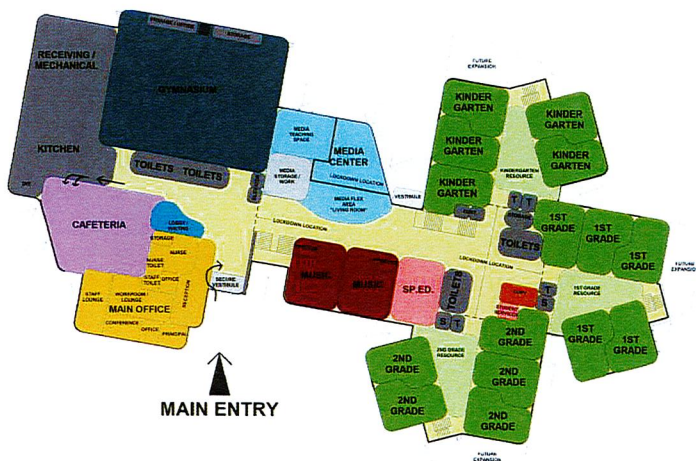 STORAGE / OFFICE
STORAGE
RECEIVING /
MECHANICAL
GYMNASIUM
KITCHEN
TOILETS TOILETS
MEDIA
TEACHING
SPACE
MEDIA
CENTER
MEDIA
STORAGE /
WORK
LOCKDOWN LOCATION
MEDIA FLEX
AREA
"LIVING ROOM"
VESTIBULE
CAFETERIA
LOBBY /
WAITING
STORAGE
NURSE
NURSE
TOILET
STAFF
TOILET
OFFICE
STAFF
LOUNGE
WORKROOM /
LOUNGE
MAIN OFFICE
RECEPTION
CONFERENCE
OFFICE
PRINCIPAL
SECURE
VESTIBULE
MAIN ENTRY
LOCKDOWN LOCATION
MUSIC
MUSIC
SP.ED.
TOILETS
S T
LOCKDOWN LOCATION
FUTURE
EXPANSION
KINDER
GARTEN
KINDER
GARTEN
KINDER
GARTEN
KINDER
GARTEN
KINDER
GARTEN
KINDERGARTEN
RESOURCE
T T
STORAGE
TOILETS
1ST
GRADE
1ST
GRADE
1ST
GRADE
FUTURE
EXPANSION
1ST GRADE
RESOURCE
T
S
1ST
GRADE
1ST
GRADE
2ND GRADE
RESOURCE
2ND
GRADE
2ND
GRADE
2ND
GRADE
2ND
GRADE
2ND
GRADE
FUTURE
EXPANSION